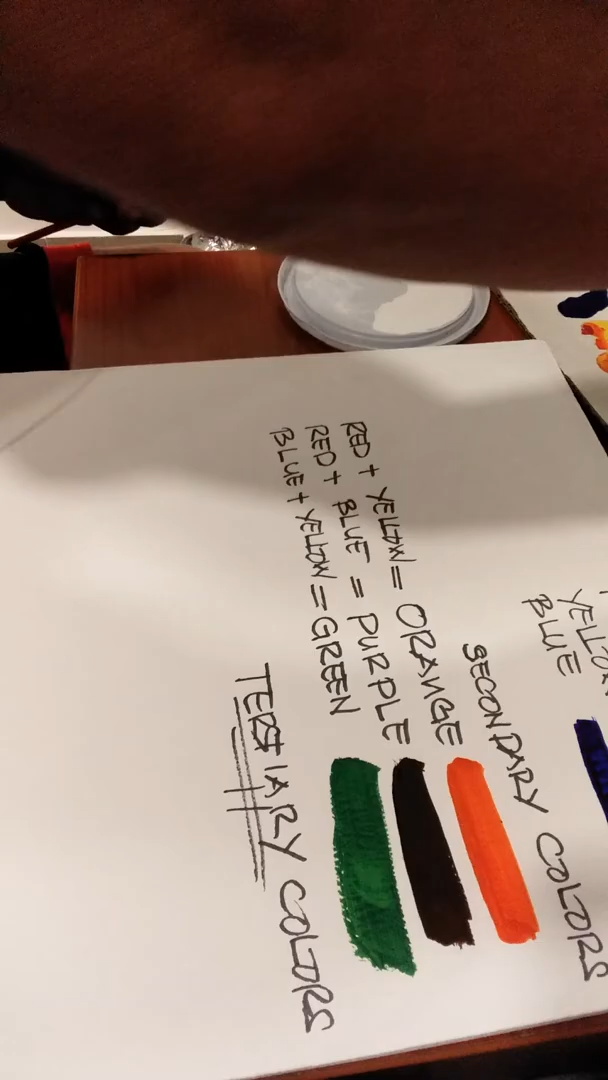 YELLOW
BLUE
SECONDARY COLORS
RED + YELLOW = ORANGE
RED + BLUE = PURPLE
BLUE + YELLOW = GREEN
TERTIARY COLORS